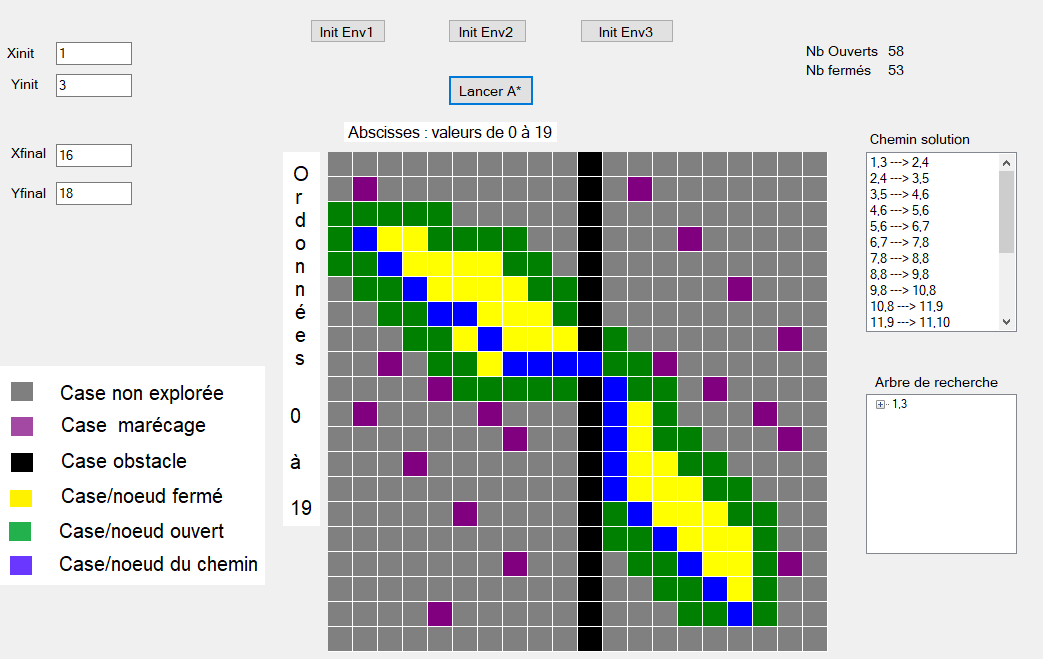 Init Env1
Init Env2
Init Env3
Xinit
1
Yinit
3
Nb Ouverts 58
Nb fermés 53
Lancer A*
Abscisses : valeurs de 0 à 19
Xfinal
16
Yfinal
18
Ordonnées 0 à 19
Chemin solution
1,3 ---> 2,4
2,4 ---> 3,5
3,5 ---> 4,6
4,6 ---> 5,6
5,6 ---> 6,7
6,7 ---> 7,8
7,8 ---> 8,8
8,8 ---> 9,8
9,8 ---> 10,8
10,8 ---> 11,9
11,9 ---> 11,10
Arbre de recherche
1,3
Case non explorée
Case marécage
Case obstacle
Case/noeud fermé
Case/noeud ouvert
Case/noeud du chemin